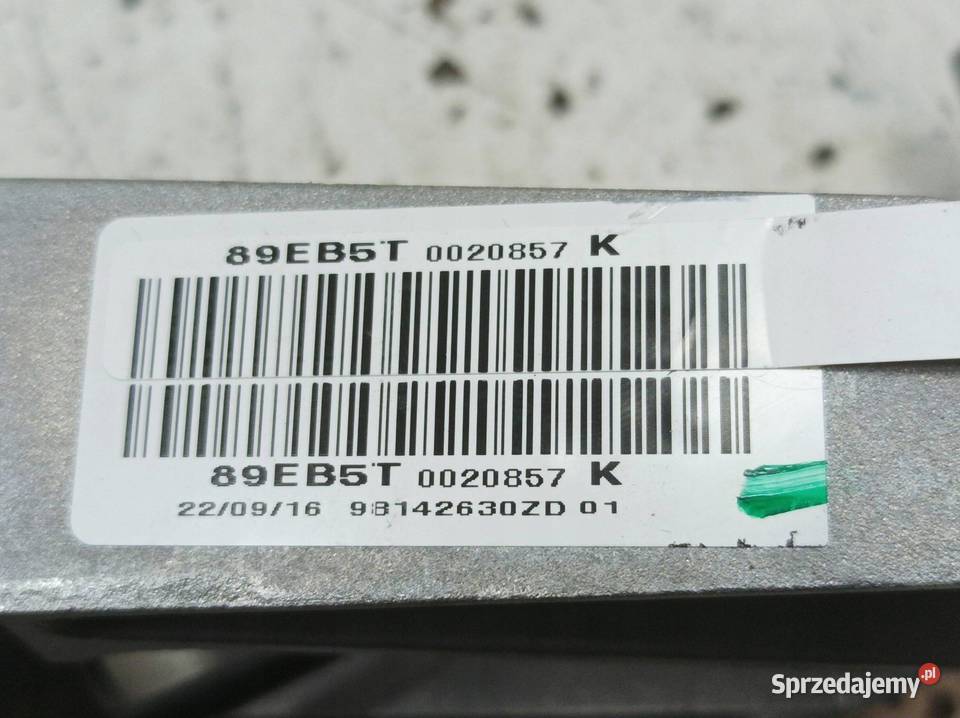 89EB5T 0020857 K
89EB5T 0020857 K
22/09/16 98142630ZD 01
Sprzedajemy.pl